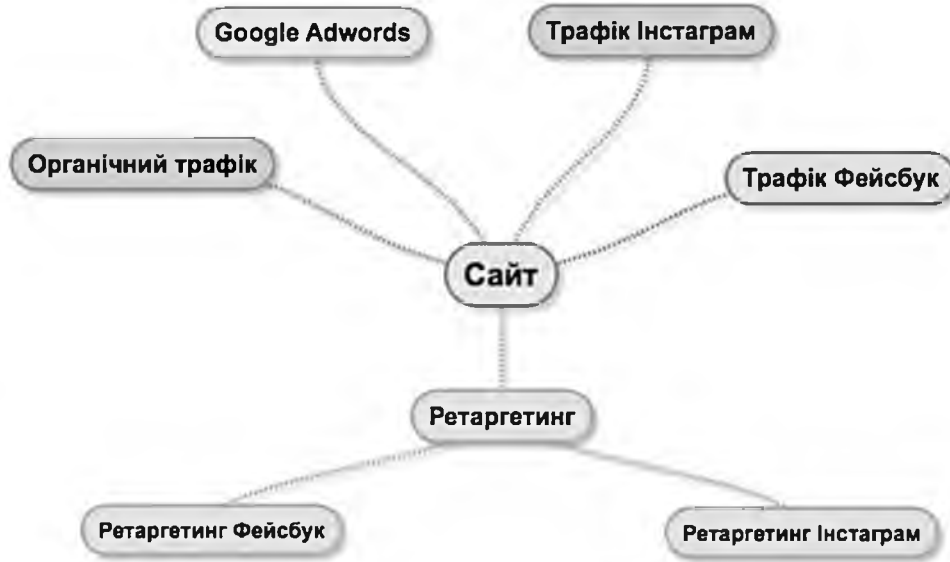 Google Adwords
Трафік Інстаграм
Органічний трафік
Трафік Фейсбук
Сайт
Ретаргетинг
Ретаргетинг Фейсбук
Ретаргетинг Інстаграм